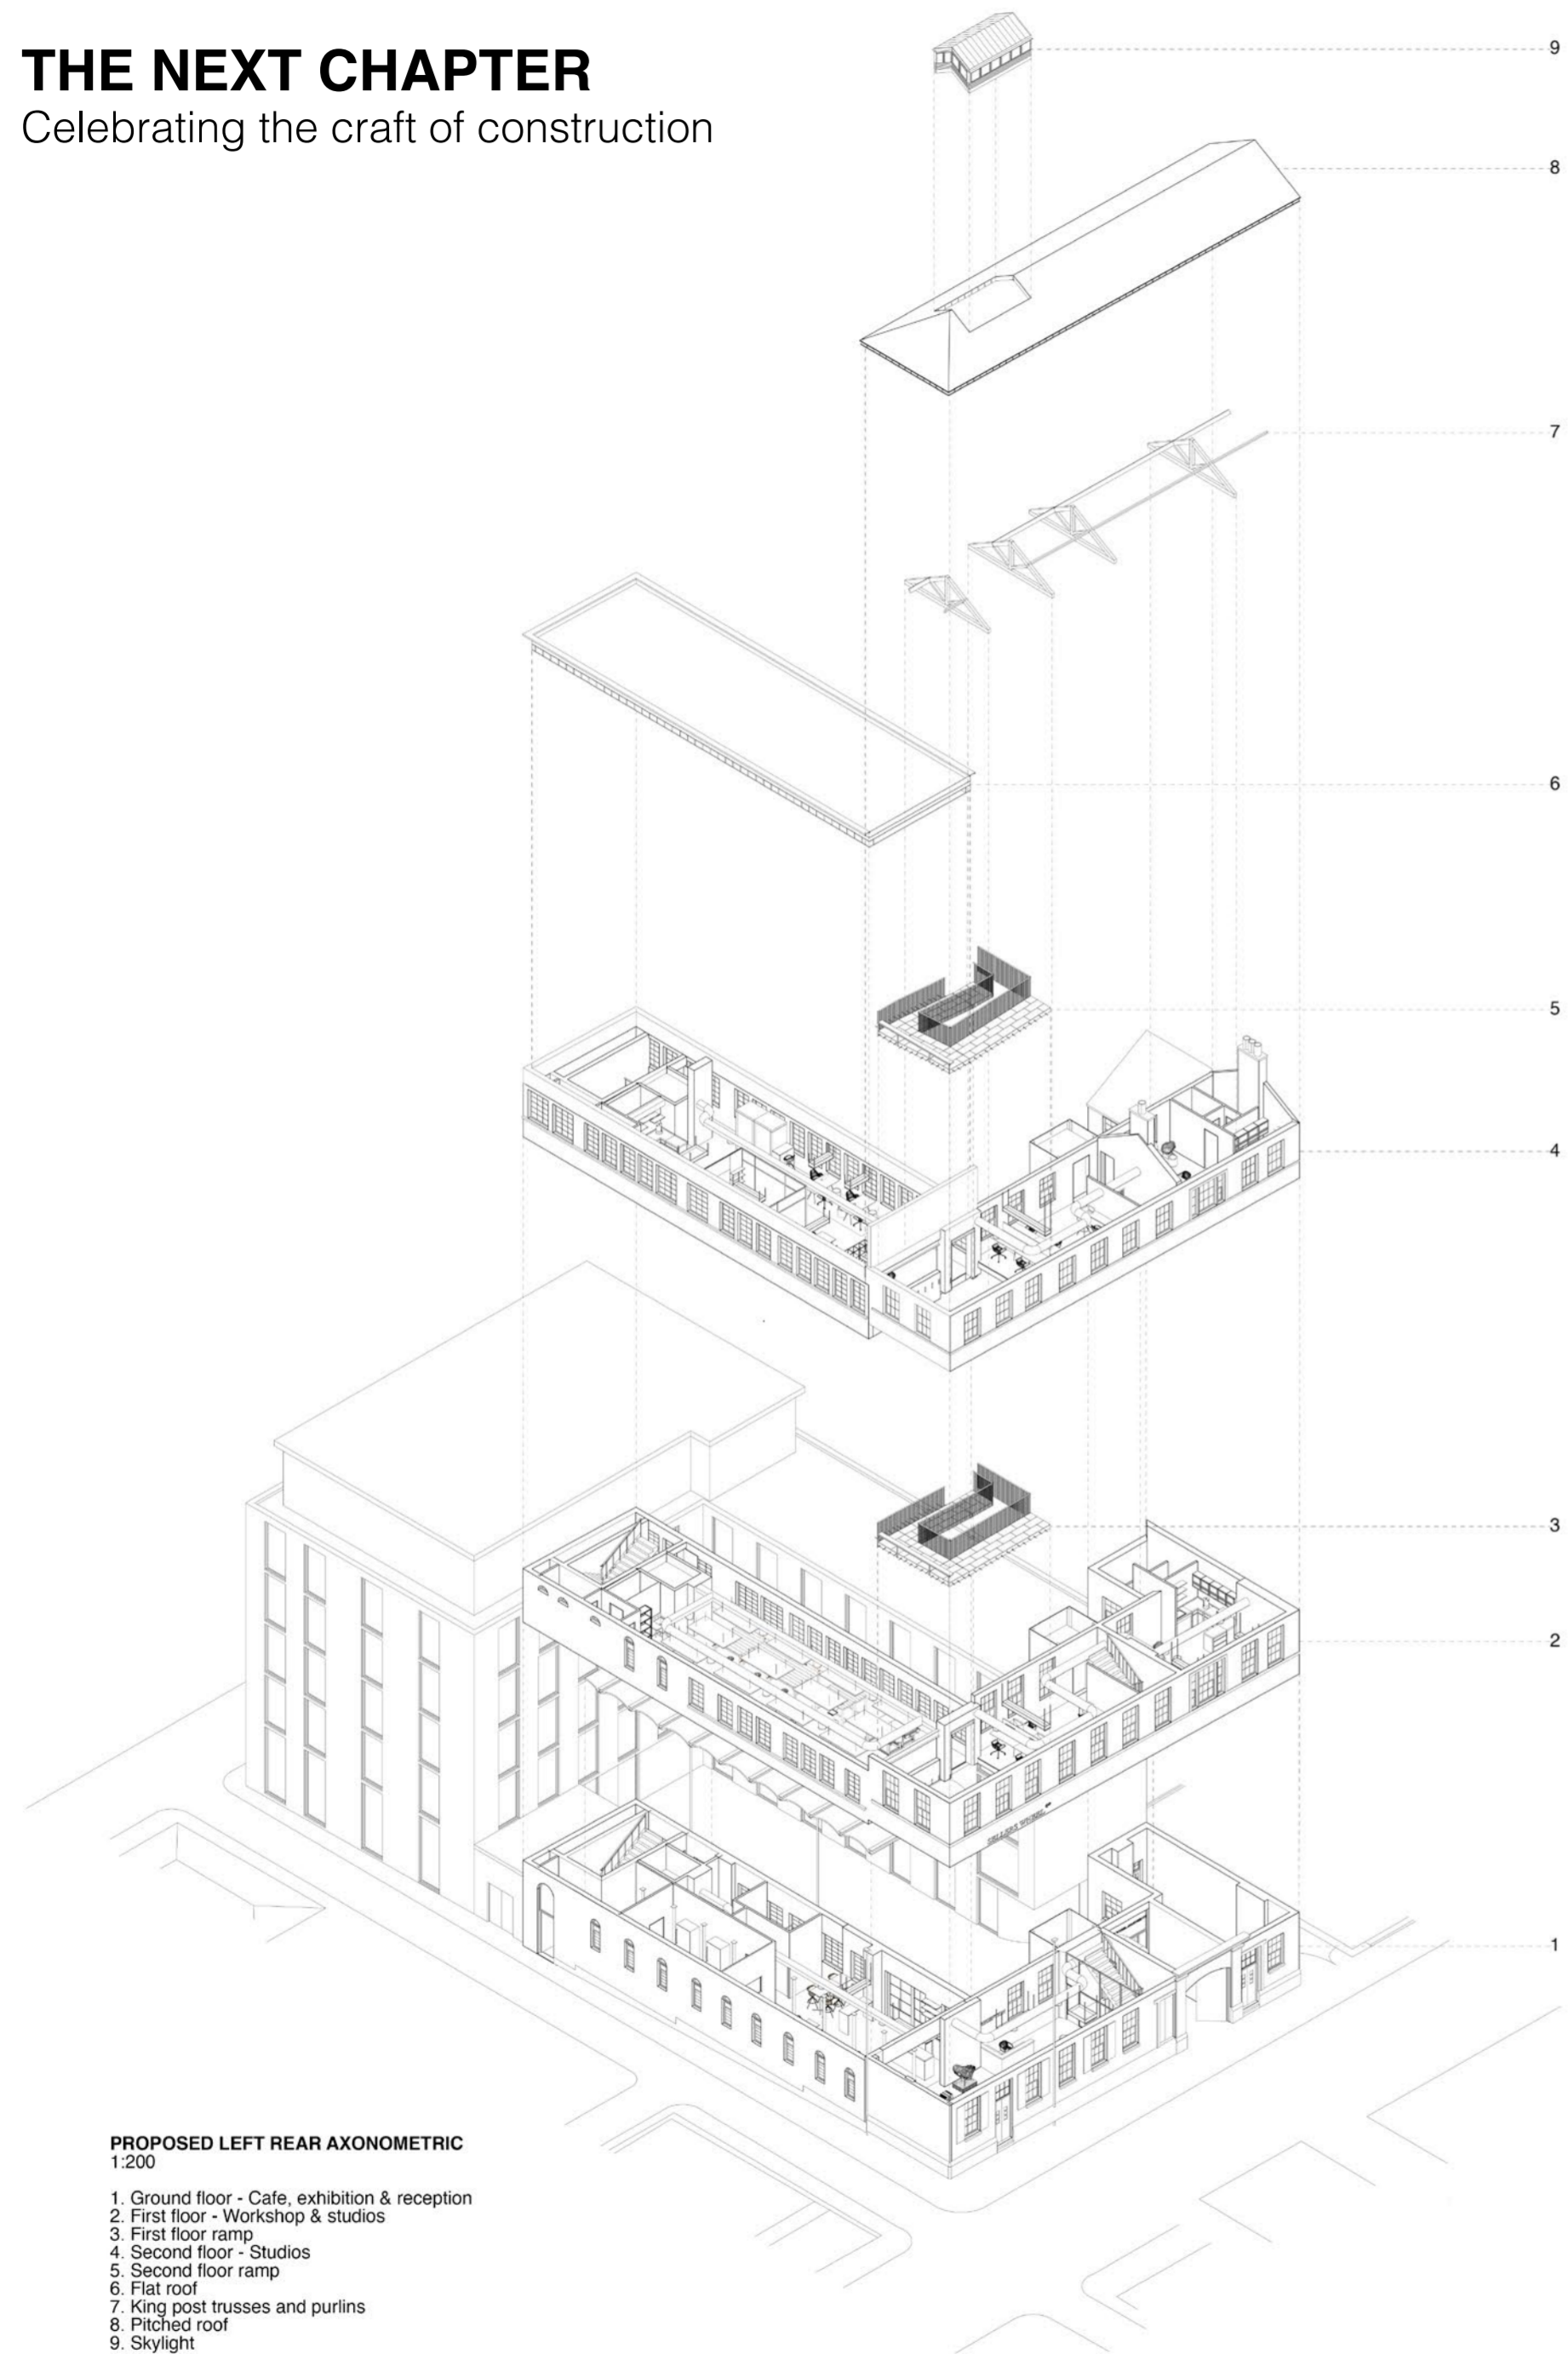 THE NEXT CHAPTER
Celebrating the craft of construction
9
8
7
6
5
4
3
2
1
PROPOSED LEFT REAR AXONOMETRIC
1:200
1. Ground floor - Cafe, exhibition & reception
2. First floor - Workshop & studios
3. First floor ramp
4. Second floor - Studios
5. Second floor ramp
6. Flat roof
7. King post trusses and purlins
8. Pitched roof
9. Skylight